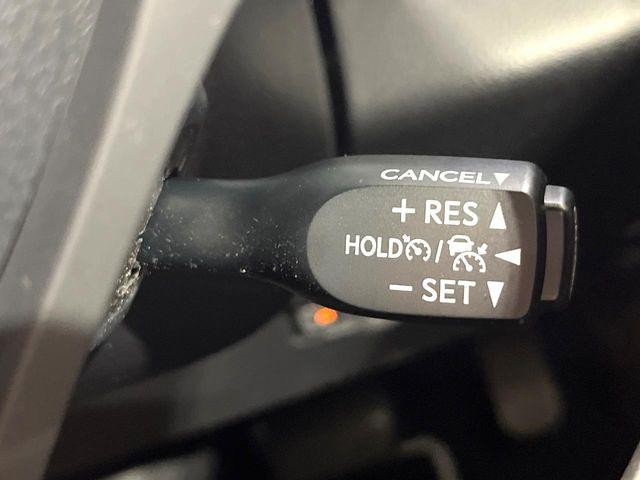 CANCEL▼
+ RES ▲
HOLD / ◀
− SET ▼